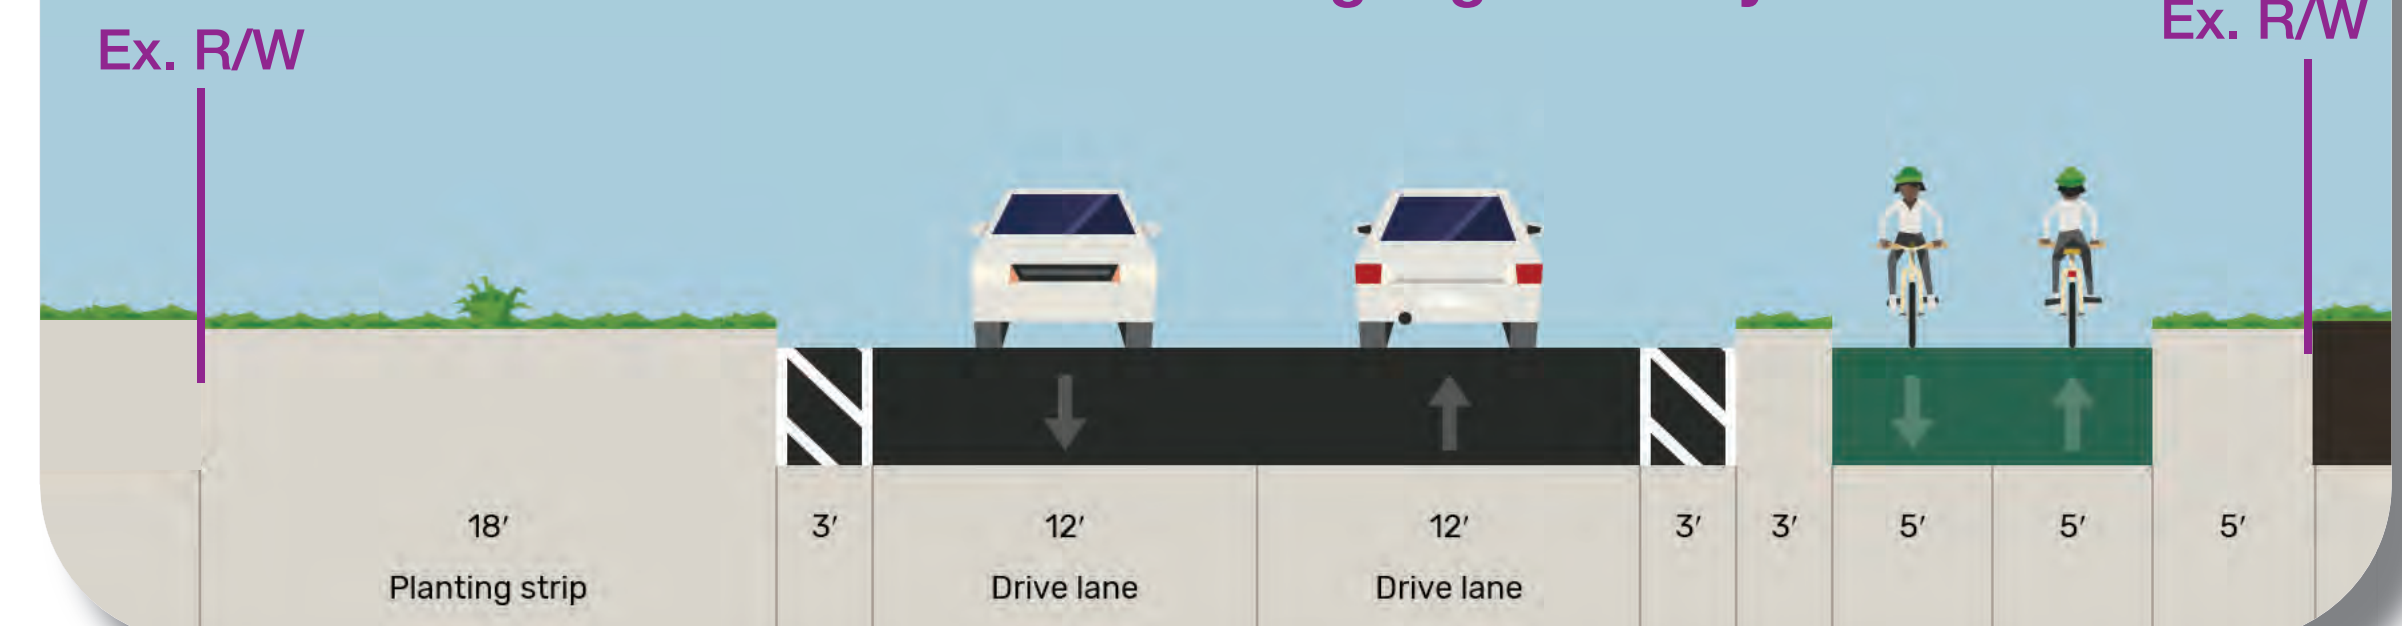 Ex. R/W
Ex. R/W
18′ 3′ 12′ 12′ 3′ 3′ 5′ 5′ 5′
Planting strip Drive lane Drive lane